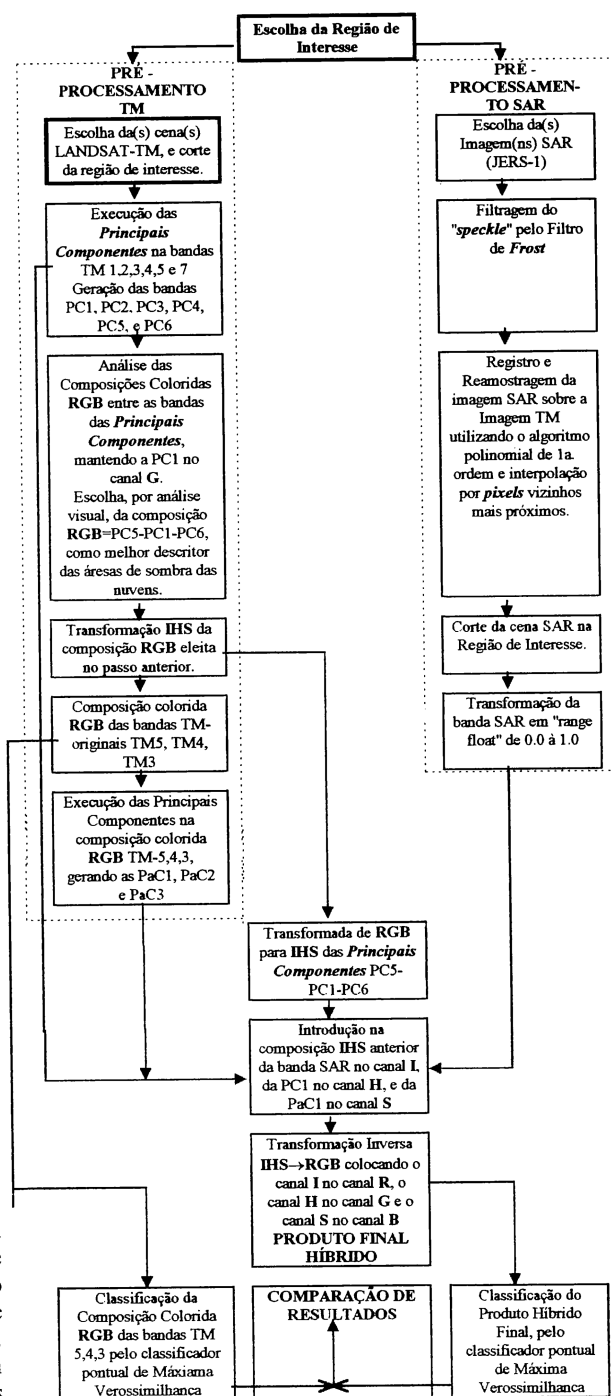 Escolha da Região de
Interesse
PRÉ -
PROCESSAMENTO
TM
Escolha da(s) cena(s)
LANDSAT-TM, e corte
da região de interesse.
Execução das
Principais
Componentes na bandas
TM 1,2,3,4,5 e 7
Geração das bandas
PC1, PC2, PC3, PC4,
PC5, e PC6
Análise das
Composições Coloridas
RGB entre as bandas
das Principais
Componentes,
mantendo a PC1 no
canal G.
Escolha, por análise
visual, da composição
RGB=PC5-PC1-PC6,
como melhor descritor
das áresas de sombra das
nuvens.
Transformação IHS da
composição RGB eleita
no passo anterior.
Composição colorida
RGB das bandas TM-
originais TM5, TM4,
TM3
Execução das Principais
Componentes na
composição colorida
RGB TM-5,4,3,
gerando as PaC1, PaC2
e PaC3
PRÉ -
PROCESSAMEN-
TO SAR
Escolha da(s)
Imagem(ns) SAR
(JERS-1)
Filtragem do
"speckle" pelo Filtro
de Frost
Registro e
Reamostragem da
imagem SAR sobre a
Imagem TM
utilizando o algoritmo
polinomial de 1a.
ordem e interpolação
por pixels vizinhos
mais próximos.
Corte da cena SAR na
Região de Interesse.
Transformação da
banda SAR em "range
float" de 0.0 à 1.0
Transformada de RGB
para IHS das Principais
Componentes PC5-
PC1-PC6
Introdução na
composição IHS anterior
da banda SAR no canal I,
da PC1 no canal H, e da
PaC1 no canal S
Transformação Inversa
IHS→RGB colocando o
canal I no canal R, o
canal H no canal G e o
canal S no canal B
PRODUTO FINAL
HÍBRIDO
Classificação da
Composição Colorida
RGB das bandas TM
5,4,3 pelo classificador
pontual de Máxiama
Verossimilhança
COMPARAÇÃO DE
RESULTADOS
Classificação do
Produto Híbrido
Final, pelo
classificador pontual
de Máxima
Verossimilhança